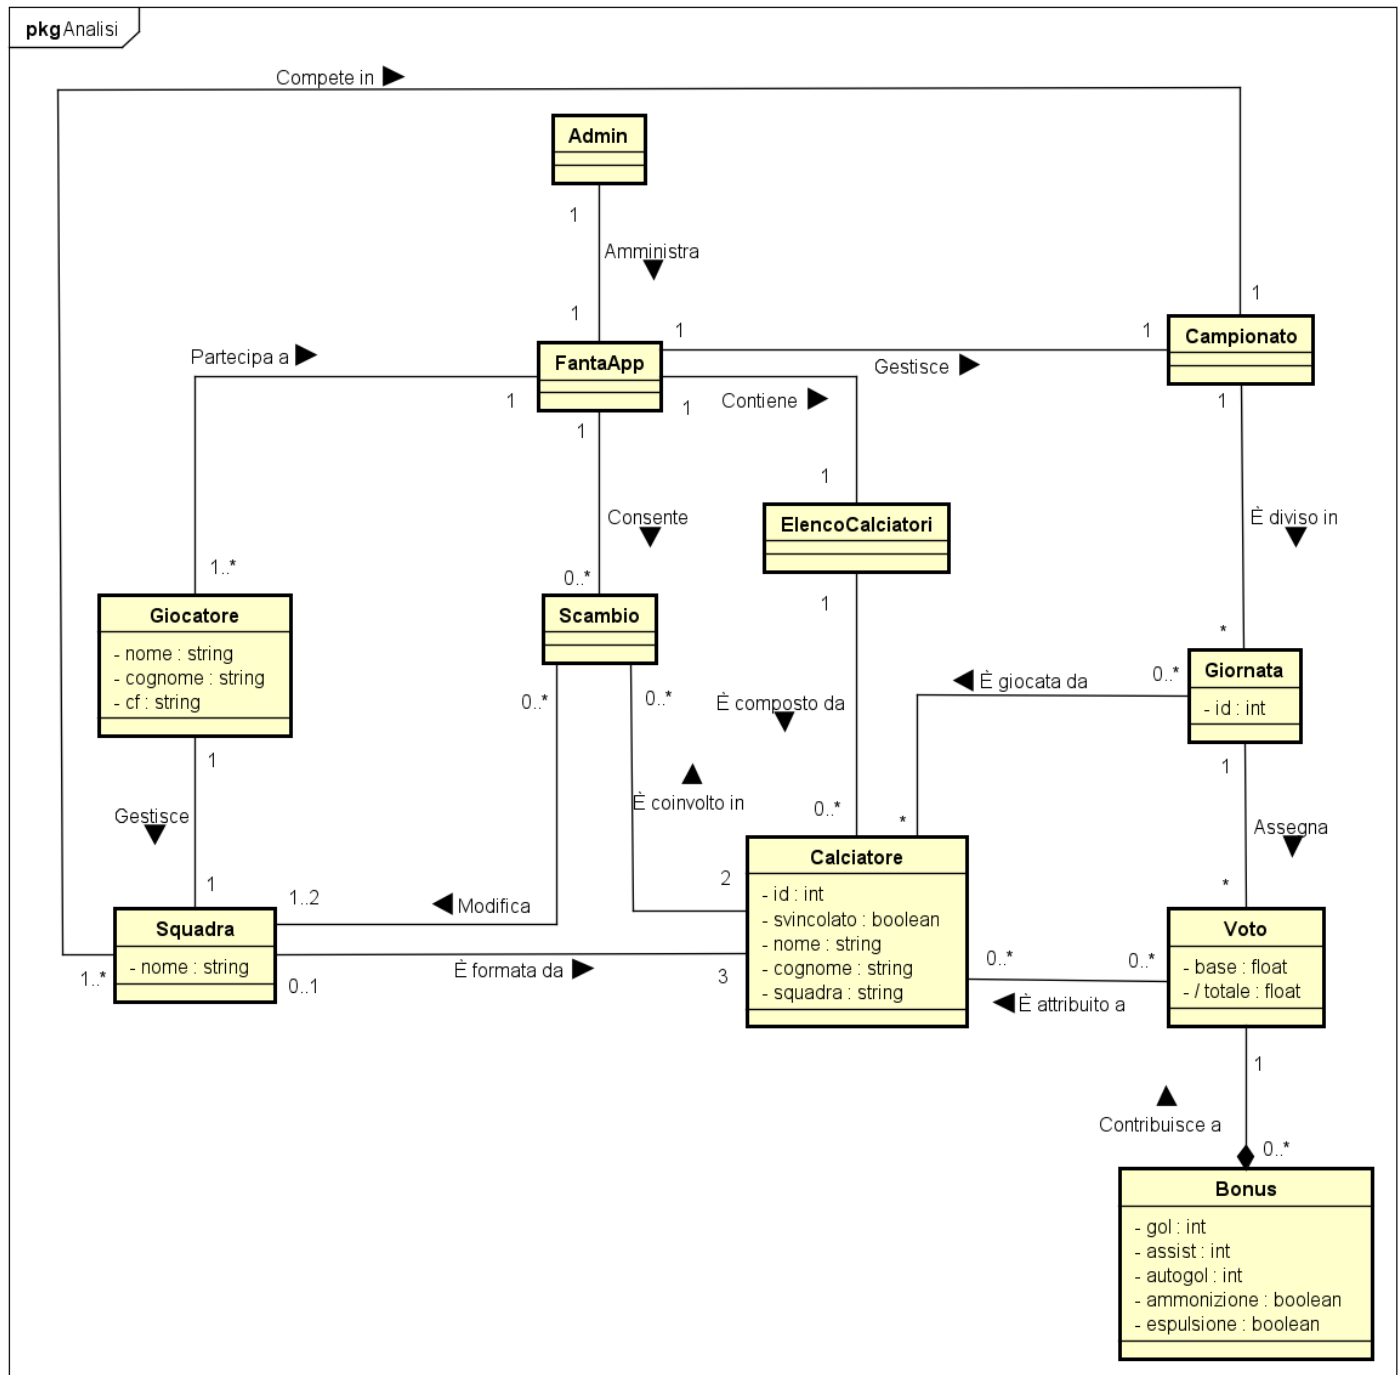 pkg Analisi
Compete in
Admin
1
Amministra
1
1
1
1
Partecipa a
FantaApp
Gestisce
Campionato
1
1
1
Contiene
1
1
Consente
ElencoCalciatori
È diviso in
1..*
0..*
1
Giocatore
- nome : string
- cognome : string
- cf : string
Scambio
*
0..*
0..*
È composto da
È giocata da
0..*
Giornata
- id : int
1
1
Gestisce
È coinvolto in
0..*
*
Assegna
1
1..2
Modifica
2
*
Squadra
- nome : string
Calciatore
- id : int
- svincolato : boolean
- nome : string
- cognome : string
- squadra : string
Voto
- base : float
- / totale : float
1..*
0..1
È formata da
3
0..*
0..*
È attribuito a
1
Contribuisce a
0..*
Bonus
- gol : int
- assist : int
- autogol : int
- ammonizione : boolean
- espulsione : boolean